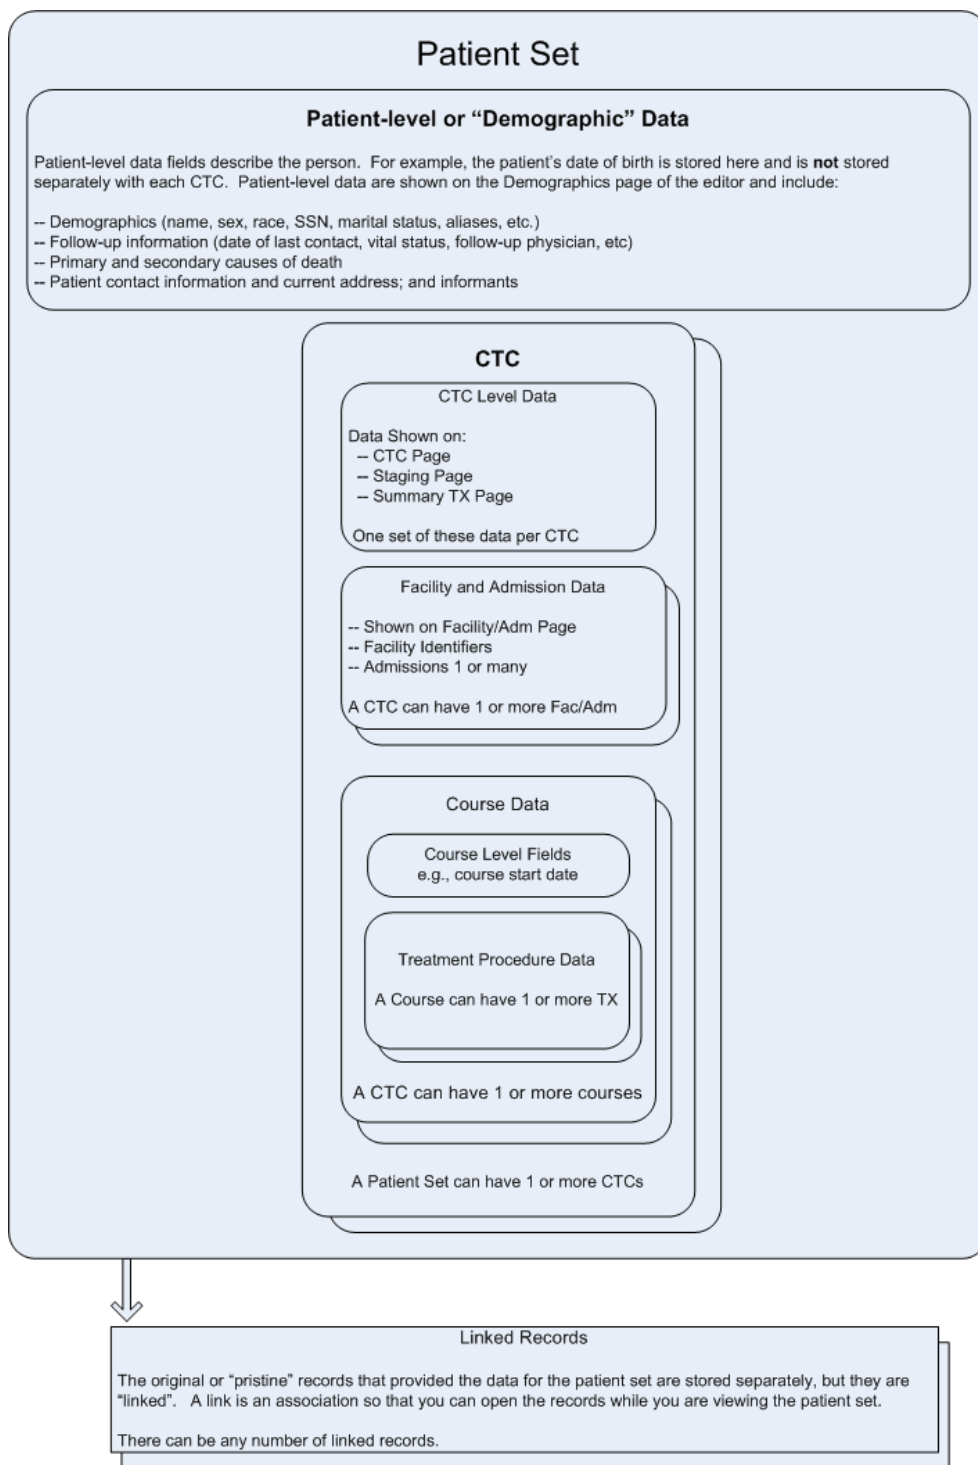 Patient Set
Patient-level or “Demographic” Data
Patient-level data fields describe the person.  For example, the patient’s date of birth is stored here and is not stored
separately with each CTC.  Patient-level data are shown on the Demographics page of the editor and include:
-- Demographics (name, sex, race, SSN, marital status, aliases, etc.)
-- Follow-up information (date of last contact, vital status, follow-up physician, etc)
-- Primary and secondary causes of death
-- Patient contact information and current address; and informants
CTC
CTC Level Data
Data Shown on:
-- CTC Page
-- Staging Page
-- Summary TX Page
One set of these data per CTC
Facility and Admission Data
-- Shown on Facility/Adm Page
-- Facility Identifiers
-- Admissions 1 or many
A CTC can have 1 or more Fac/Adm
Course Data
Course Level Fields
e.g., course start date
Treatment Procedure Data
A Course can have 1 or more TX
A CTC can have 1 or more courses
A Patient Set can have 1 or more CTCs
Linked Records
The original or “pristine” records that provided the data for the patient set are stored separately, but they are
“linked”.   A link is an association so that you can open the records while you are viewing the patient set.
There can be any number of linked records.